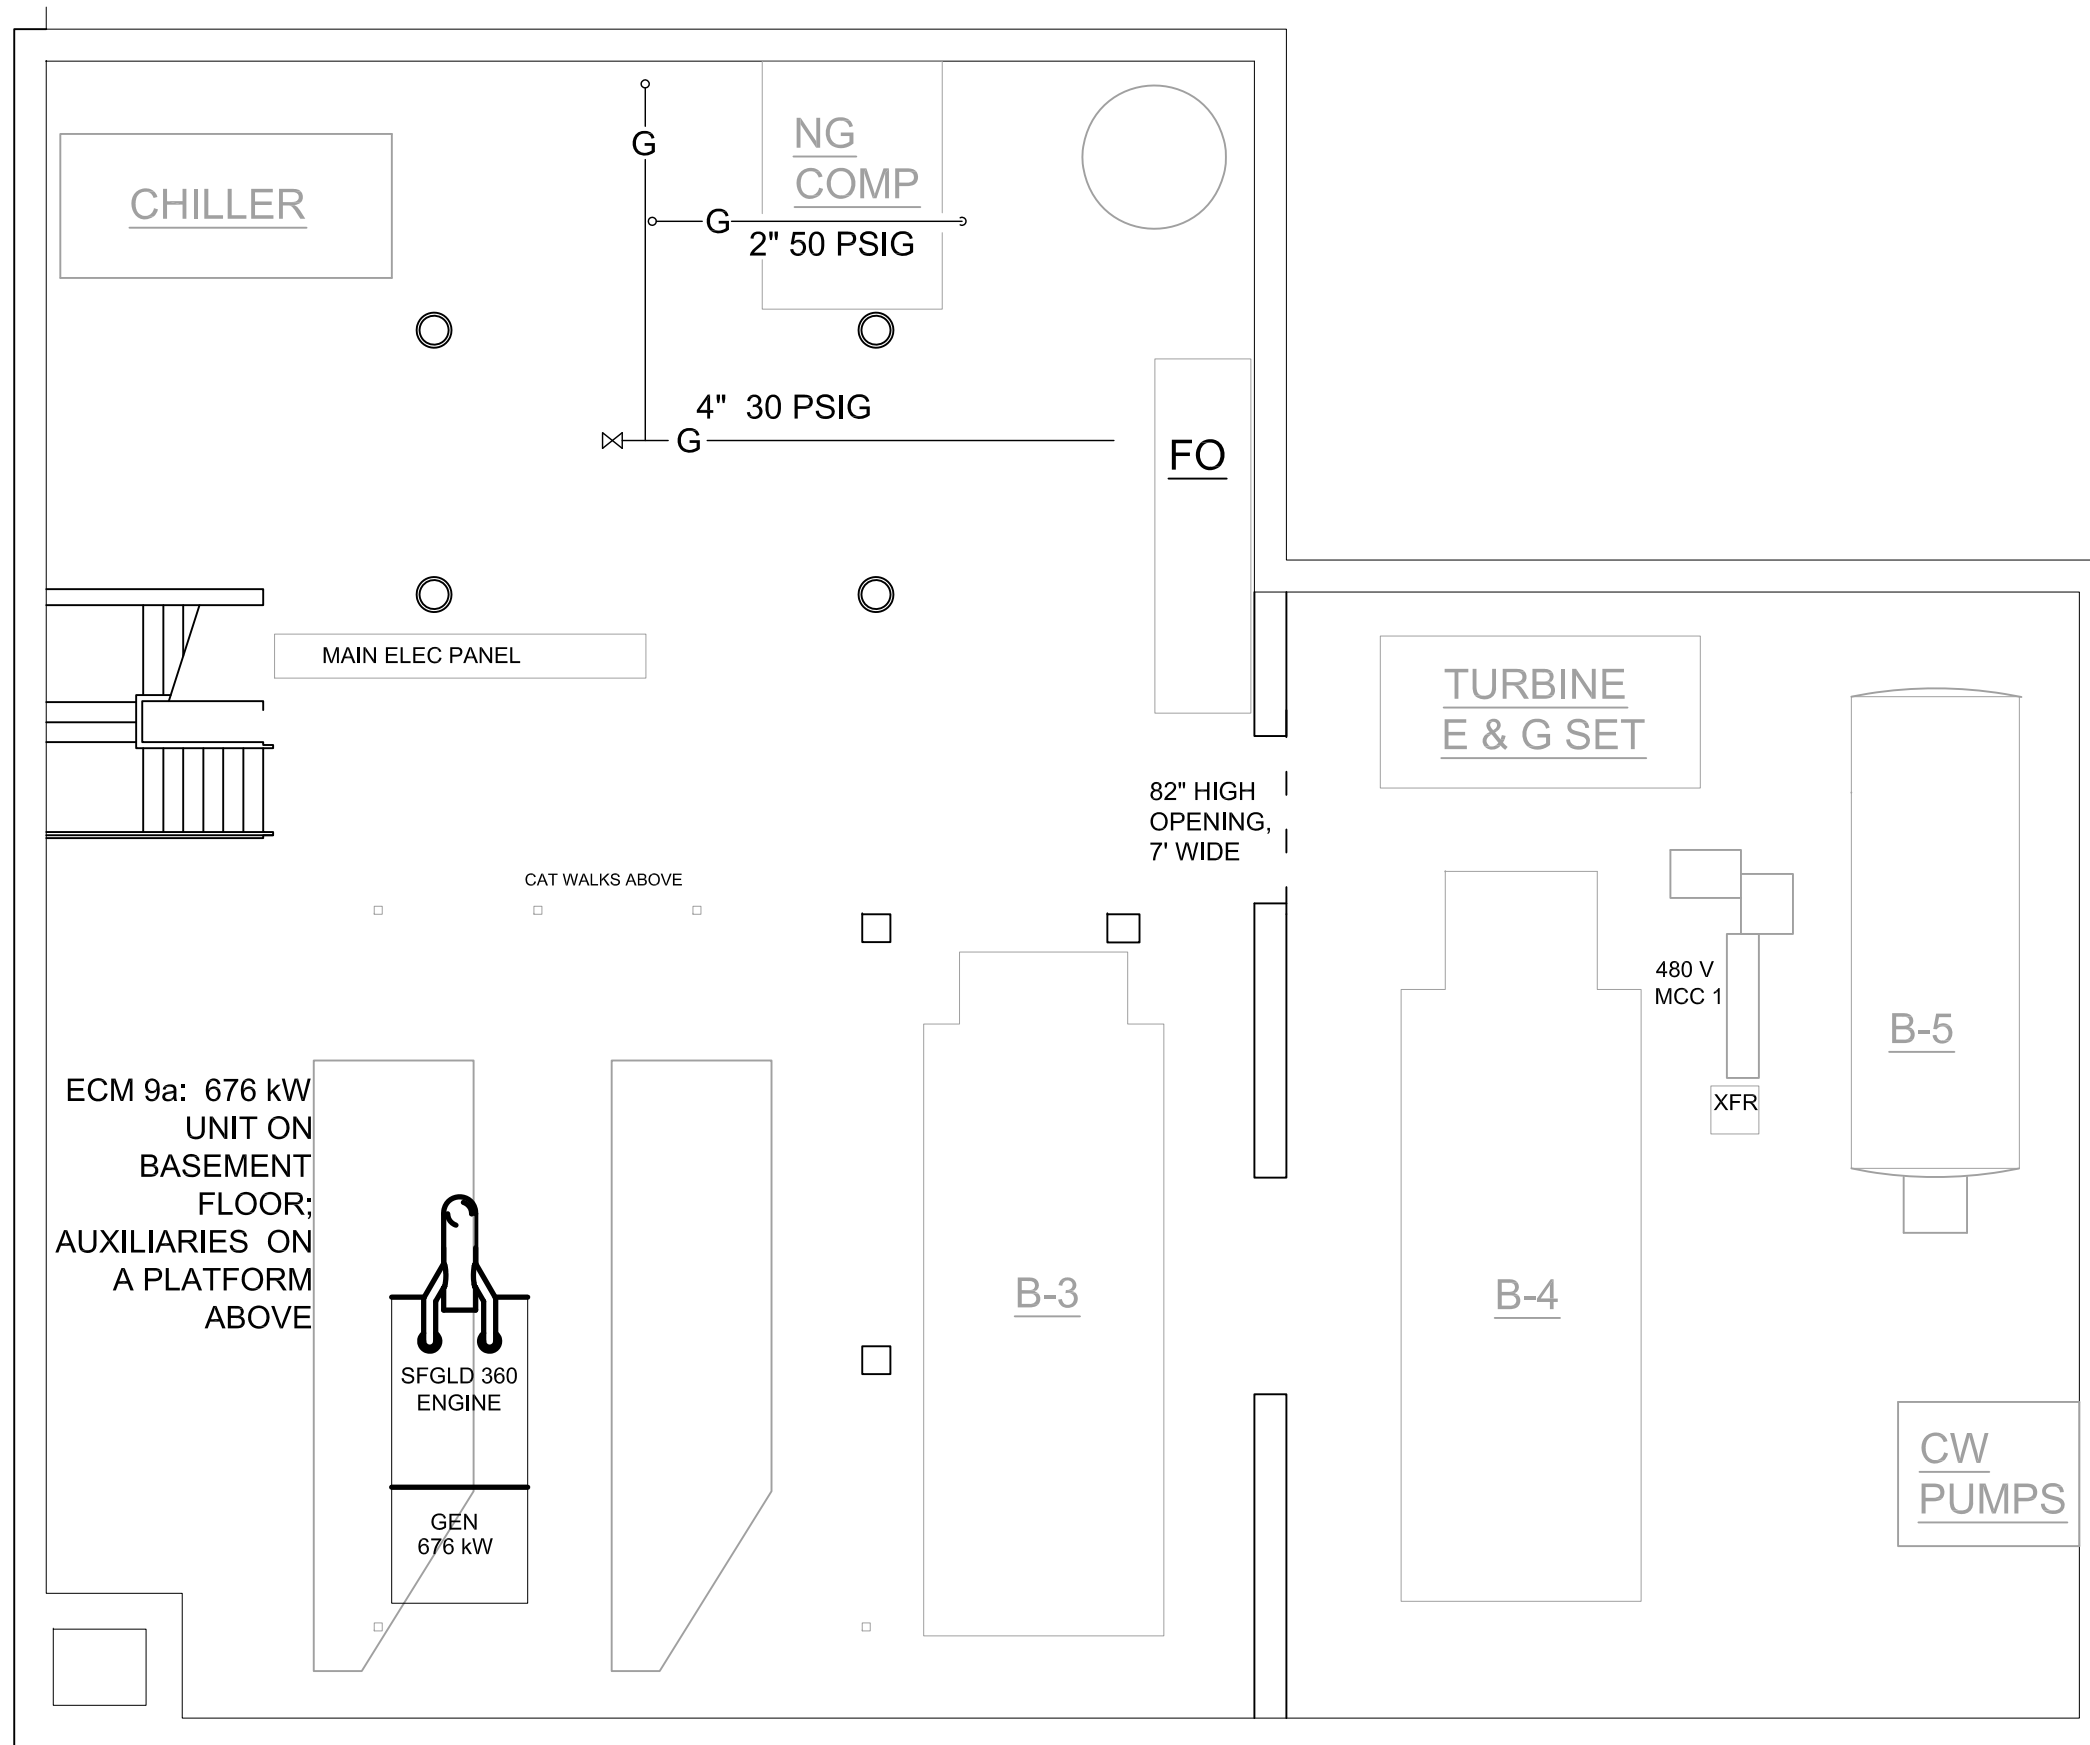 CHILLER
G
NG
COMP
G
2" 50 PSIG
4"  30 PSIG
G
FO
MAIN ELEC PANEL
TURBINE
E & G SET
82" HIGH
OPENING,
7' WIDE
CAT WALKS ABOVE
480 V
MCC 1
B-5
XFR
ECM 9a:  676 kW
UNIT ON
BASEMENT
FLOOR;
AUXILIARIES  ON
A PLATFORM
ABOVE
B-3
B-4
SFGLD 360
ENGINE
GEN
676 kW
CW
PUMPS